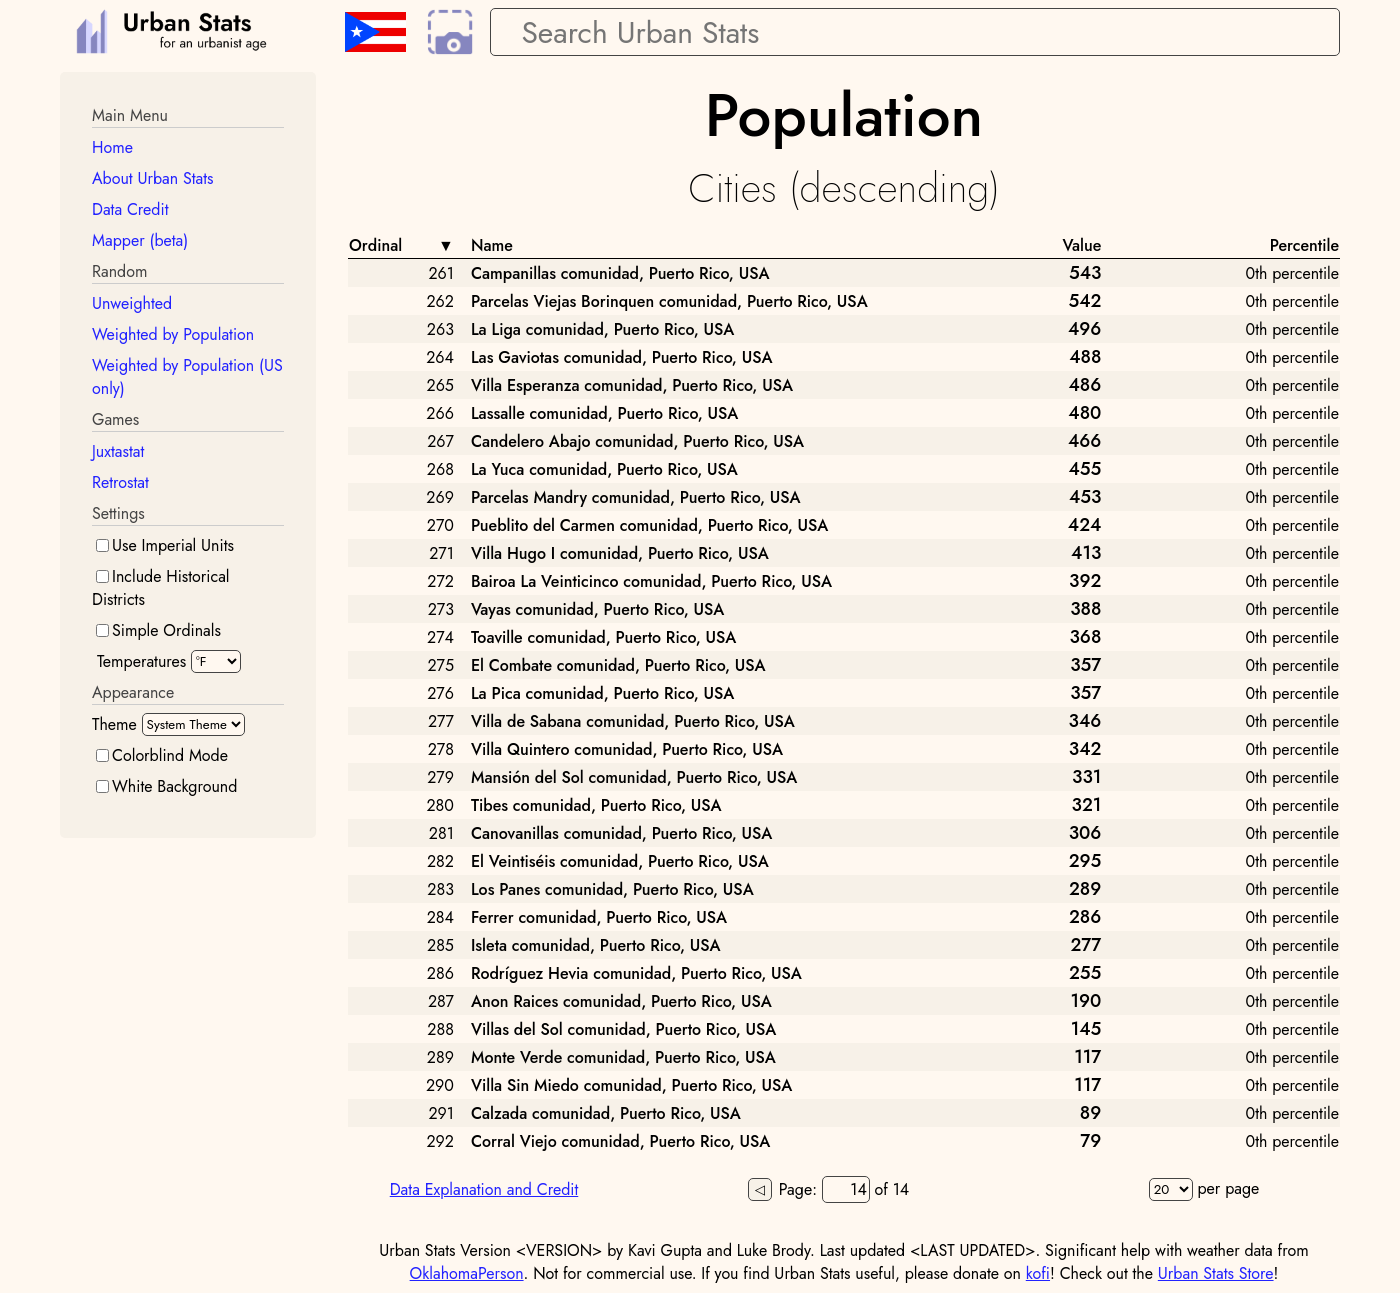 Urban Stats
for an urbanist age
Search Urban Stats
Main Menu
Home
About Urban Stats
Data Credit
Mapper (beta)
Random
Unweighted
Weighted by Population
Weighted by Population (US
only)
Games
Juxtastat
Retrostat
Settings
Use Imperial Units
Include Historical
Districts
Simple Ordinals
Temperatures °F
Appearance
Theme System Theme
Colorblind Mode
White Background
Population
Cities (descending)
Ordinal ▼ Name Value Percentile
261 Campanillas comunidad, Puerto Rico, USA 543 0th percentile
262 Parcelas Viejas Borinquen comunidad, Puerto Rico, USA 542 0th percentile
263 La Liga comunidad, Puerto Rico, USA 496 0th percentile
264 Las Gaviotas comunidad, Puerto Rico, USA 488 0th percentile
265 Villa Esperanza comunidad, Puerto Rico, USA 486 0th percentile
266 Lassalle comunidad, Puerto Rico, USA 480 0th percentile
267 Candelero Abajo comunidad, Puerto Rico, USA 466 0th percentile
268 La Yuca comunidad, Puerto Rico, USA 455 0th percentile
269 Parcelas Mandry comunidad, Puerto Rico, USA 453 0th percentile
270 Pueblito del Carmen comunidad, Puerto Rico, USA 424 0th percentile
271 Villa Hugo I comunidad, Puerto Rico, USA 413 0th percentile
272 Bairoa La Veinticinco comunidad, Puerto Rico, USA 392 0th percentile
273 Vayas comunidad, Puerto Rico, USA 388 0th percentile
274 Toaville comunidad, Puerto Rico, USA 368 0th percentile
275 El Combate comunidad, Puerto Rico, USA 357 0th percentile
276 La Pica comunidad, Puerto Rico, USA 357 0th percentile
277 Villa de Sabana comunidad, Puerto Rico, USA 346 0th percentile
278 Villa Quintero comunidad, Puerto Rico, USA 342 0th percentile
279 Mansión del Sol comunidad, Puerto Rico, USA 331 0th percentile
280 Tibes comunidad, Puerto Rico, USA 321 0th percentile
281 Canovanillas comunidad, Puerto Rico, USA 306 0th percentile
282 El Veintiséis comunidad, Puerto Rico, USA 295 0th percentile
283 Los Panes comunidad, Puerto Rico, USA 289 0th percentile
284 Ferrer comunidad, Puerto Rico, USA 286 0th percentile
285 Isleta comunidad, Puerto Rico, USA 277 0th percentile
286 Rodríguez Hevia comunidad, Puerto Rico, USA 255 0th percentile
287 Anon Raices comunidad, Puerto Rico, USA 190 0th percentile
288 Villas del Sol comunidad, Puerto Rico, USA 145 0th percentile
289 Monte Verde comunidad, Puerto Rico, USA 117 0th percentile
290 Villa Sin Miedo comunidad, Puerto Rico, USA 117 0th percentile
291 Calzada comunidad, Puerto Rico, USA 89 0th percentile
292 Corral Viejo comunidad, Puerto Rico, USA 79 0th percentile
Data Explanation and Credit ◁ Page: 14 of 14 20 per page
Urban Stats Version <VERSION> by Kavi Gupta and Luke Brody. Last updated <LAST UPDATED>. Significant help with weather data from
OklahomaPerson. Not for commercial use. If you find Urban Stats useful, please donate on kofi! Check out the Urban Stats Store!